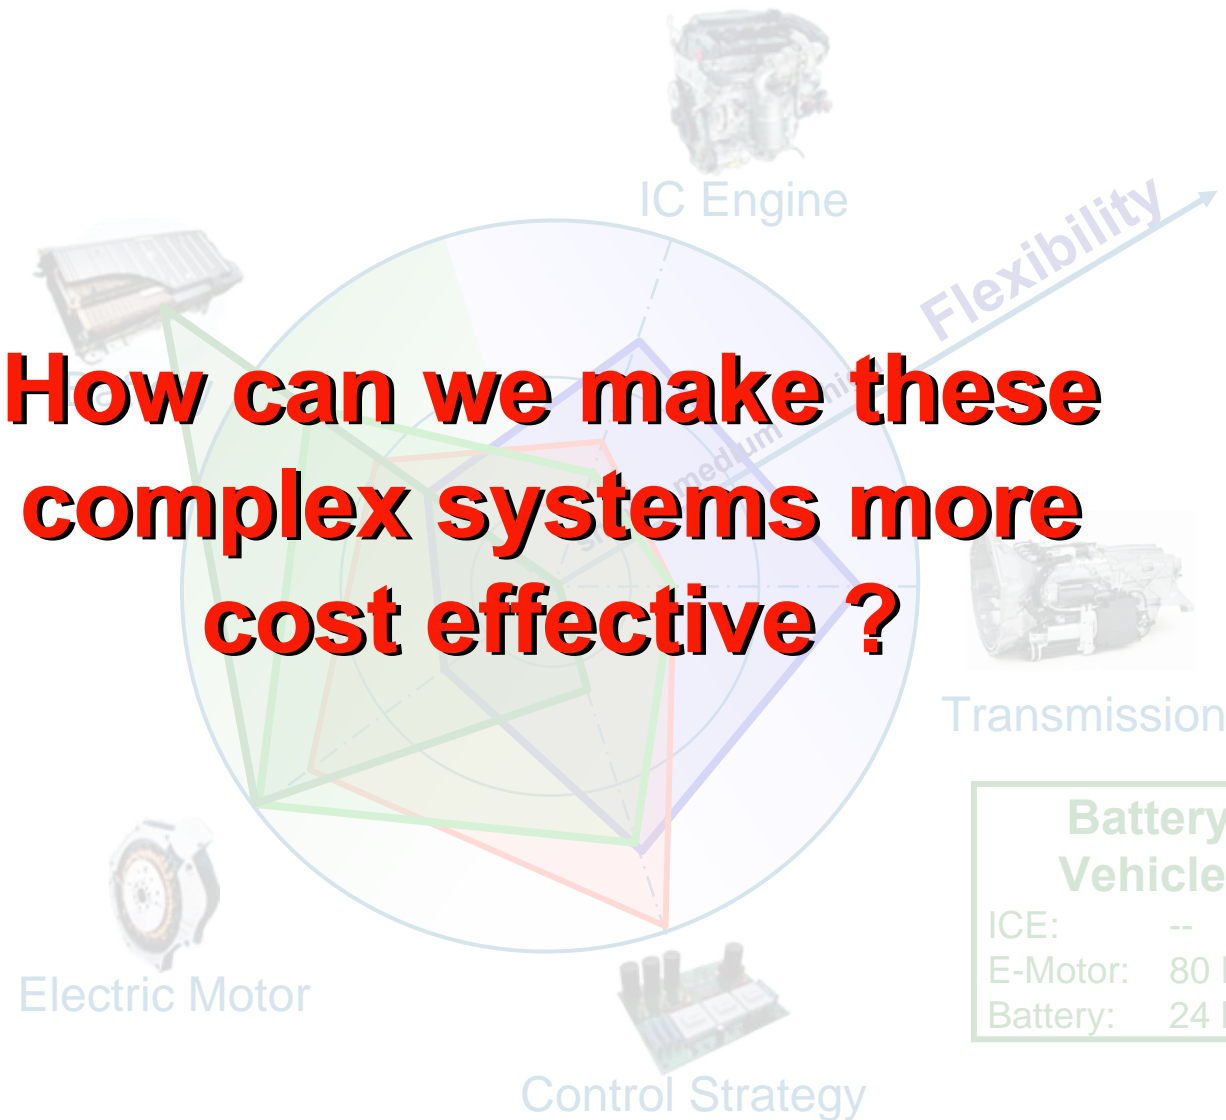 IC Engine
Flexibility
How can we make these
complex systems more
cost effective ?
medium
Transmission
Battery
Vehicle
ICE: --
E-Motor: 80
Battery: 24
Electric Motor
Control Strategy